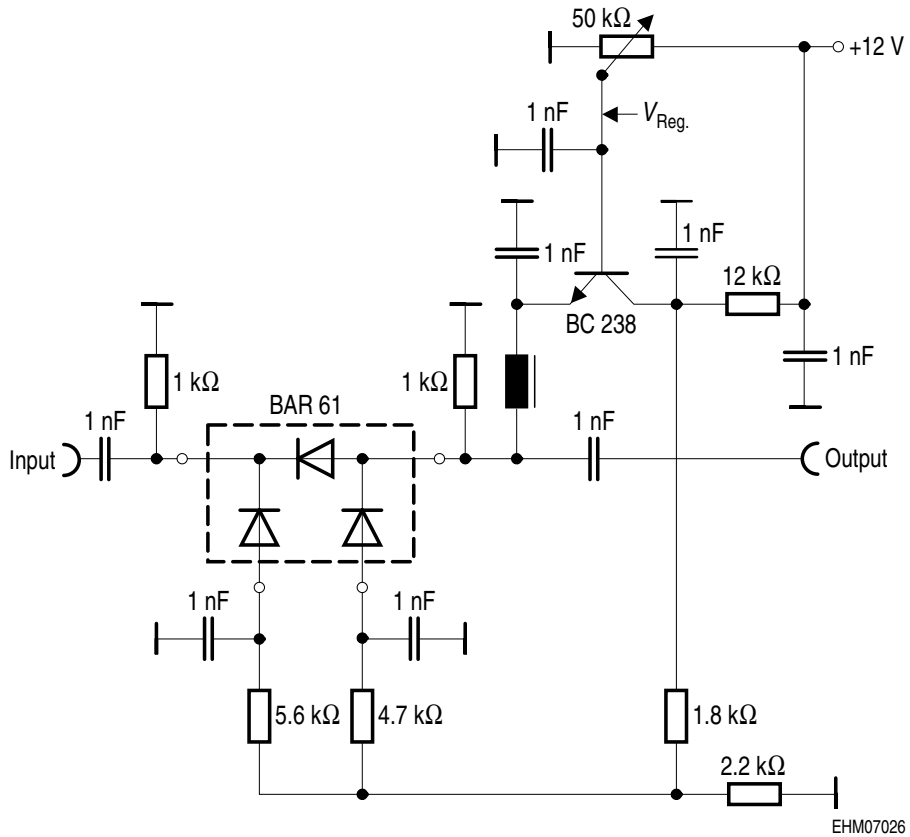 50 kΩ
+12 V
1 nF
V Reg.
1 nF
1 nF
12 kΩ
BC 238
1 nF
1 kΩ
1 kΩ
BAR 61
1 nF
1 nF
Input
Output
1 nF
1 nF
5.6 kΩ
4.7 kΩ
1.8 kΩ
2.2 kΩ
EHM07026